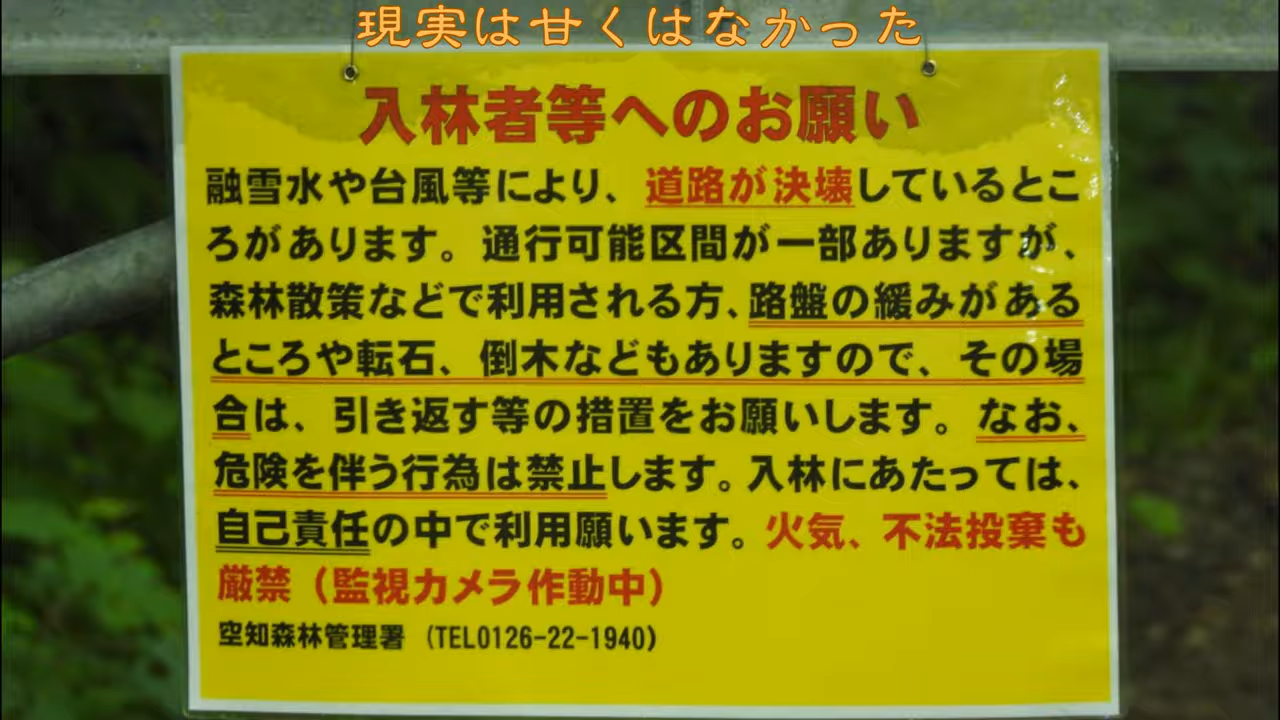 現実は甘くはなかった
入林者等へのお願い
融雪水や台風等により、道路が決壊しているとこ
ろがあります。通行可能区間が一部ありますが、
森林散策などで利用される方、路盤の緩みがある
ところや転石、倒木などもありますので、その場
合は、引き返す等の措置をお願いします。なお、
危険を伴う行為は禁止します。入林にあたっては、
自己責任の中で利用願います。火気、不法投棄も
厳禁（監視カメラ作動中）
空知森林管理署（TEL0126-22-1940）